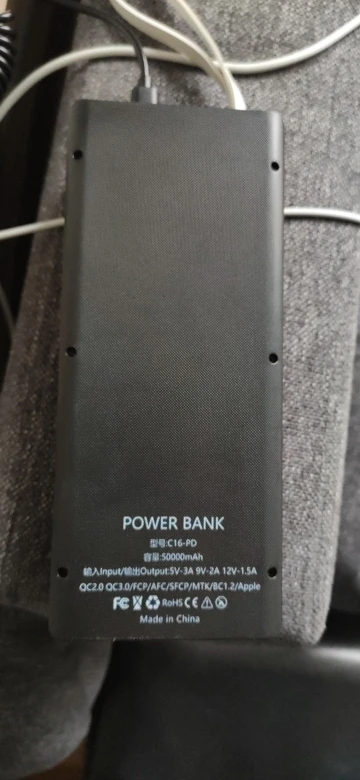 POWER BANK
型号:C16-PD
容量:50000mAh
输入Input/输出Output:5V-3A 9V-2A 12V-1.5A
QC2.0 QC3.0/FCP/AFC/SFCP/MTK/BC1.2/Apple
FC RoHS CE
Made in China